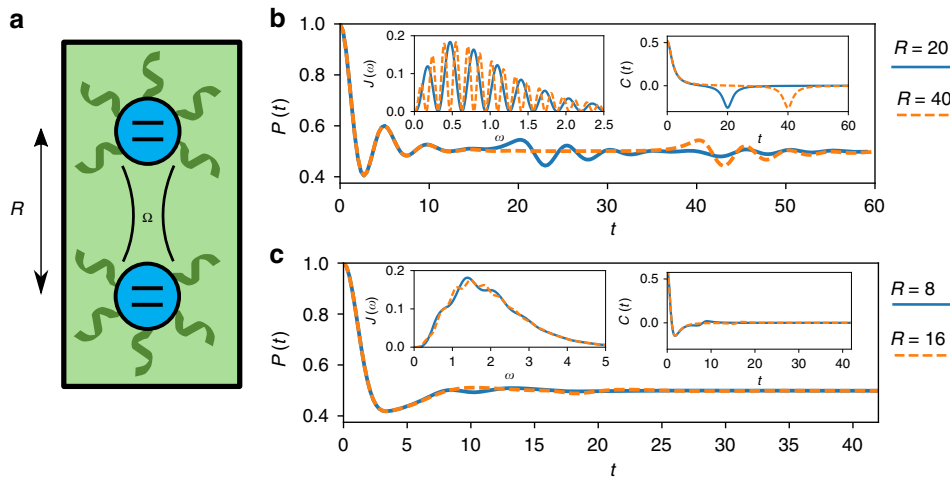 a
R
Ω
b
P (t)
1.0
0.8
0.6
0.4
0 10 20 30 40 50 60
t
J (ω)
0.2
0.1
0.0
0.0 0.5 1.0 1.5 2.0 2.5
ω
C (t)
0.5
0.0
0 20 40 60
t
R = 20
R = 40
c
P (t)
1.0
0.8
0.6
0.4
0 5 10 15 20 25 30 35 40
t
J (ω)
0.2
0.1
0.0
0 1 2 3 4 5
ω
C (t)
0.5
0.0
0 10 20 30 40
t
R = 8
R = 16